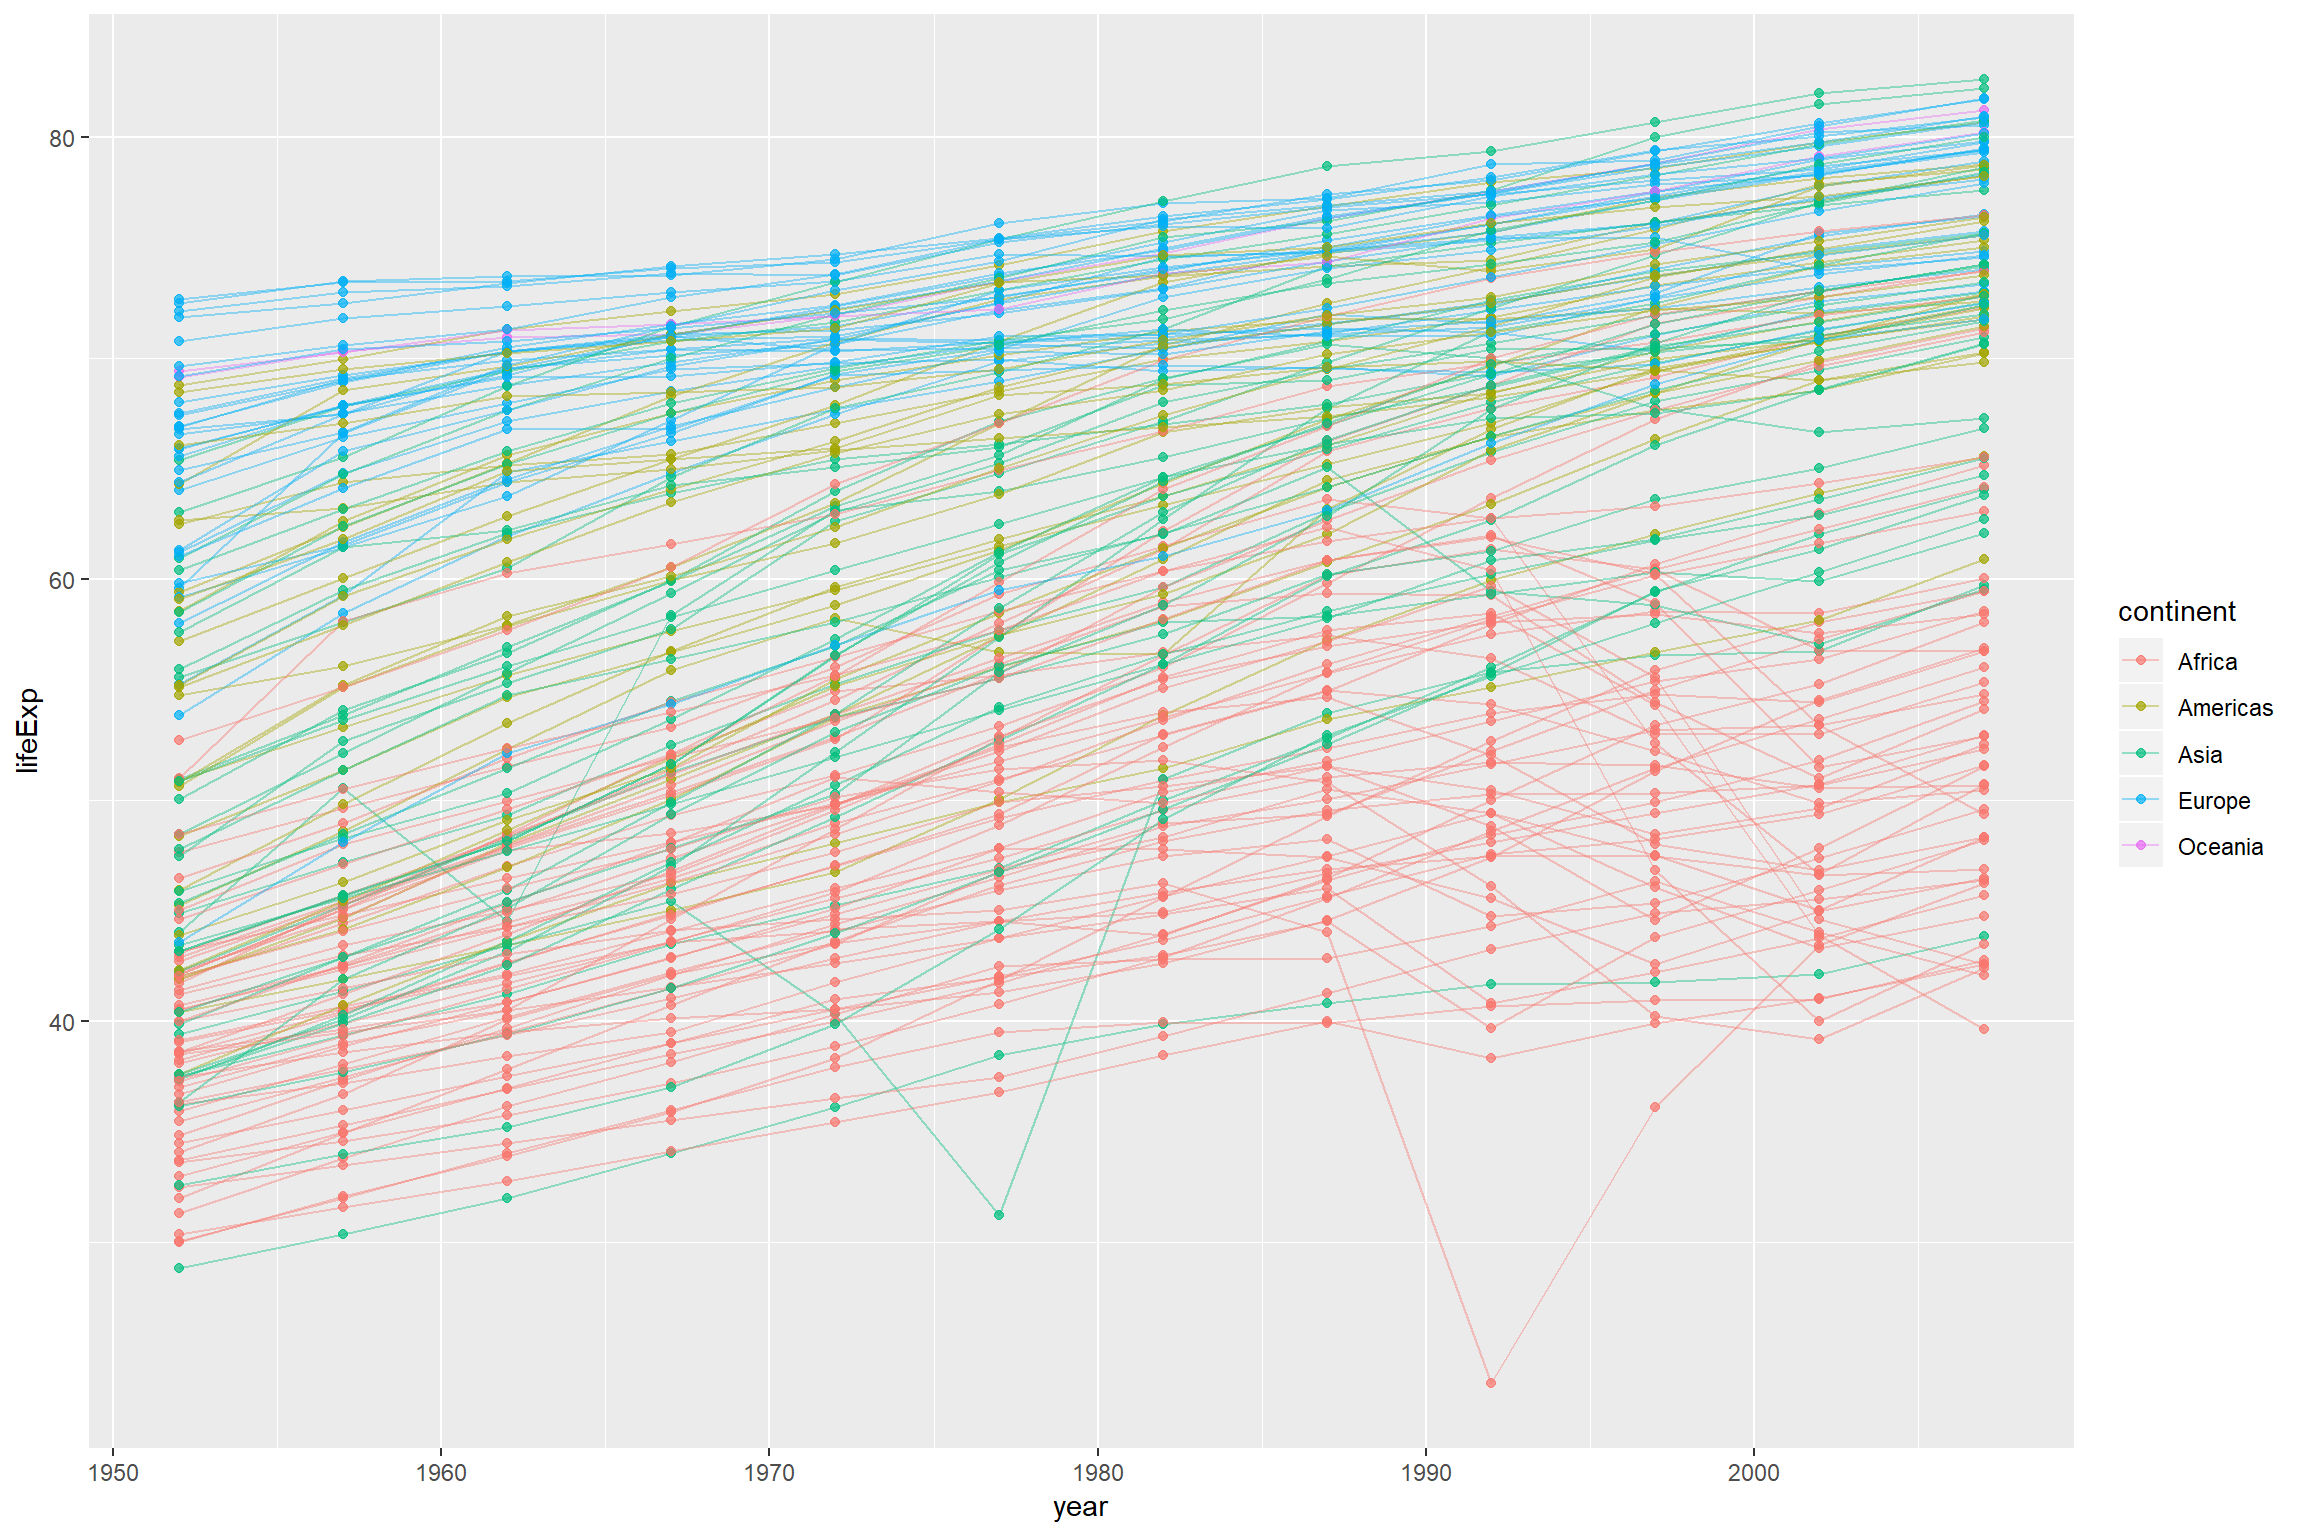 80
60
40
lifeExp
1950 1960 1970 1980 1990 2000
year
continent
Africa
Americas
Asia
Europe
Oceania